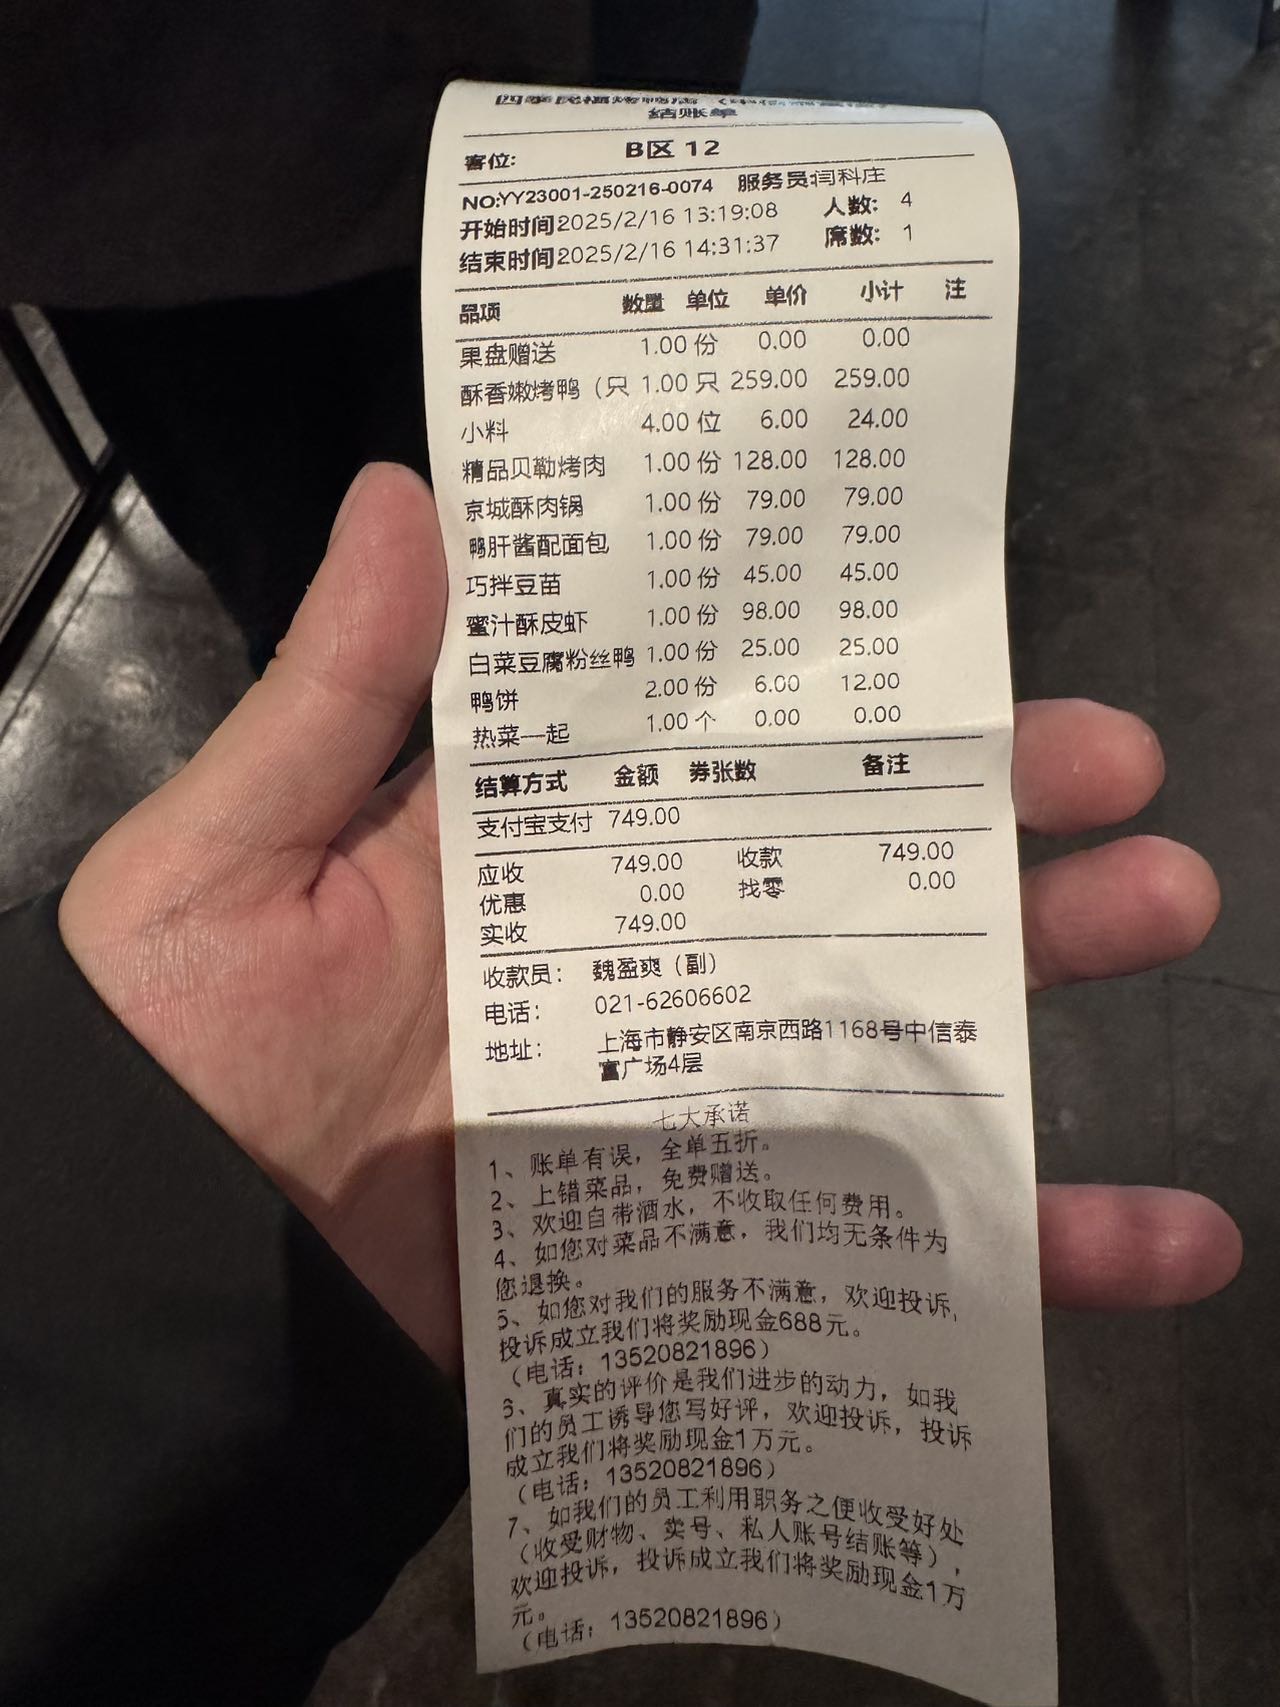 四季民福烤鸭店
结账单
客位: B区 12
NO:YY23001-250216-0074 服务员:闫科庄
开始时间2025/2/16 13:19:08 人数: 4
结束时间2025/2/16 14:31:37 席数: 1
品项 数量 单位 单价 小计 注
果盘赠送 1.00 份 0.00 0.00
酥香嫩烤鸭（只 1.00 只 259.00 259.00
小料 4.00 位 6.00 24.00
精品贝勒烤肉 1.00 份 128.00 128.00
京城酥肉锅 1.00 份 79.00 79.00
鸭肝酱配面包 1.00 份 79.00 79.00
巧拌豆苗 1.00 份 45.00 45.00
蜜汁酥皮虾 1.00 份 98.00 98.00
白菜豆腐粉丝鸭 1.00 份 25.00 25.00
鸭饼 2.00 份 6.00 12.00
热菜一起 1.00 个 0.00 0.00
结算方式 金额 券张数 备注
支付宝支付 749.00
应收 749.00 收款 749.00
优惠 0.00 找零 0.00
实收 749.00
收款员: 魏盈爽（副）
电话: 021-62606602
地址: 上海市静安区南京西路1168号中信泰
富广场4层
七大承诺
1、账单有误，全单五折。
2、上错菜品，免费赠送。
3、欢迎自带酒水，不收取任何费用。
4、如您对菜品不满意，我们均无条件为
您退换。
5、如您对我们的服务不满意，欢迎投诉，
投诉成立我们将奖励现金688元。
（电话：13520821896）
6、真实的评价是我们进步的动力，如我
们的员工诱导您写好评，欢迎投诉，投诉
成立我们将奖励现金1万元。
（电话：13520821896）
7、如我们的员工利用职务之便收受好处
（收受财物、卖号、私人账号结账等），
欢迎投诉，投诉成立我们将奖励现金1万
元。
（电话：13520821896）